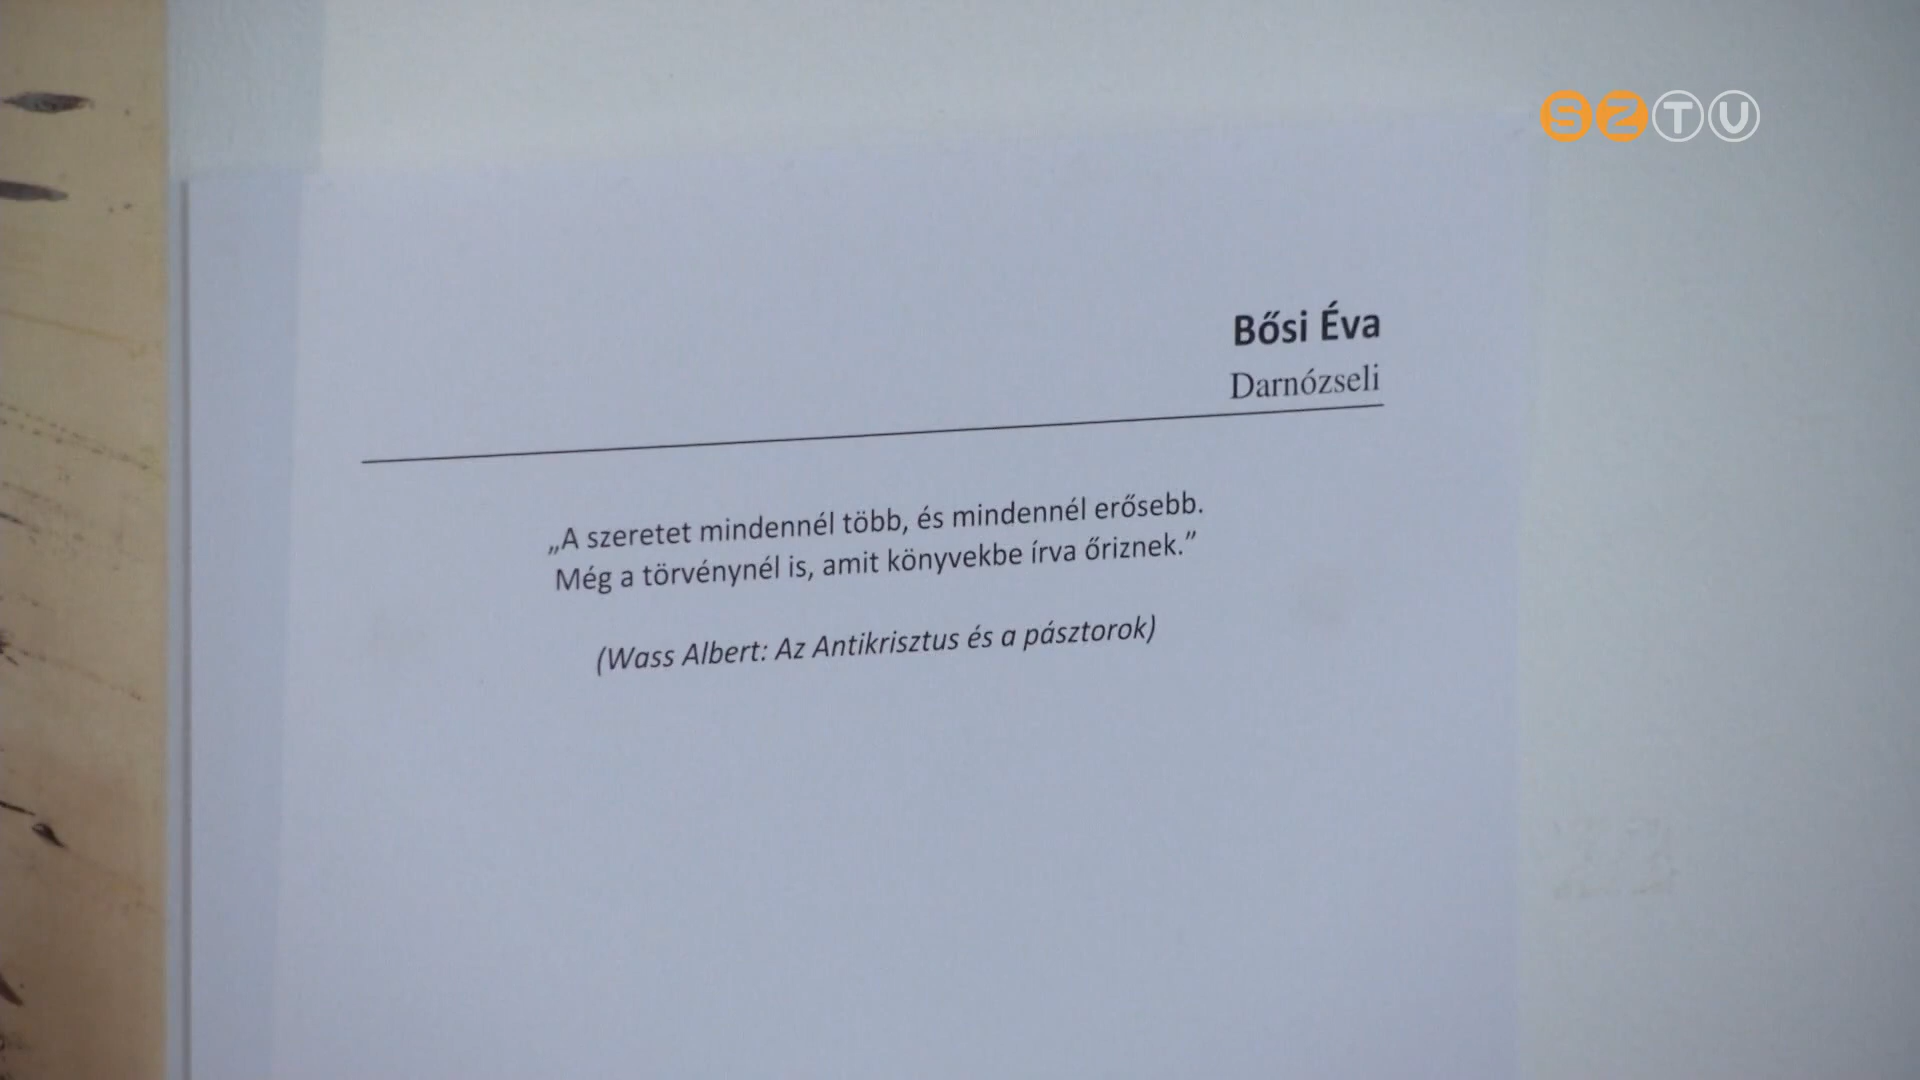 SZTV
Bősi Éva
Darnózseli
„A szeretet mindennél több, és mindennél erősebb.
Még a törvénynél is, amit könyvekbe írva őriznek.”
(Wass Albert: Az Antikrisztus és a pásztorok)